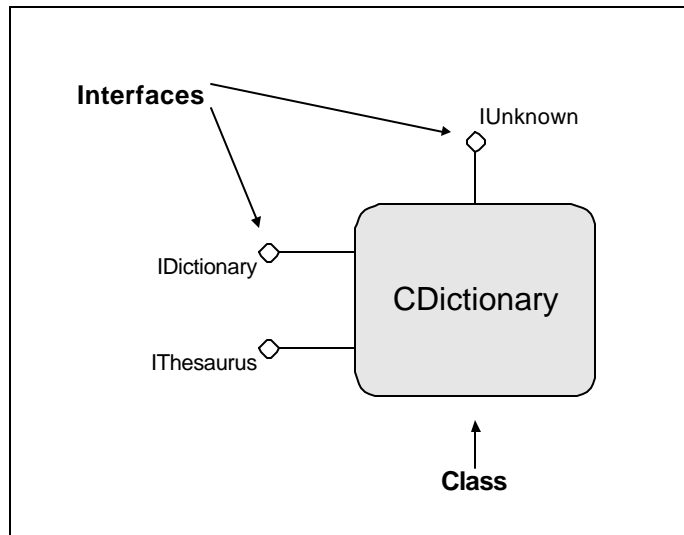 Interfaces
IUnknown
IDictionary
CDictionary
IThesaurus
Class